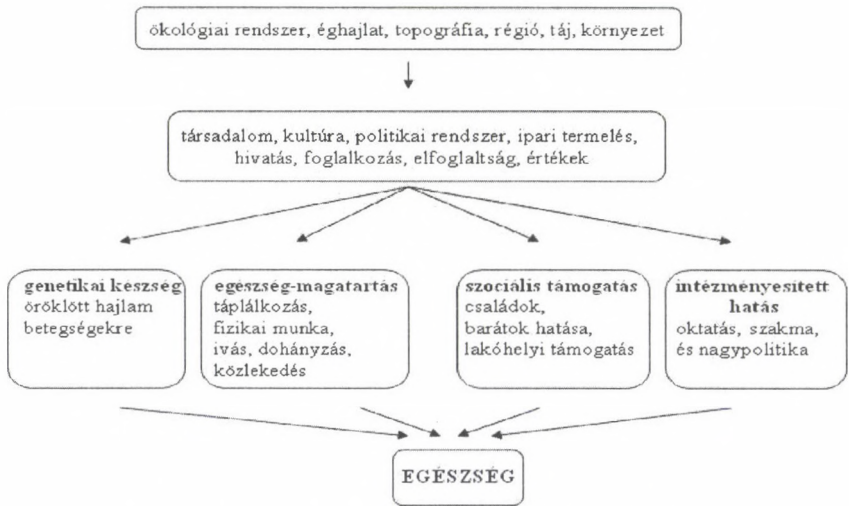 ökológiai rendszer, éghajlat, topográfia, régió, táj, környezet
társadalom, kultúra, politikai rendszer, ipari termelés,
hivatás, foglalkozás, elfoglaltság, értékek
genetikai készség
öröklött hajlam
betegségekre
egészség-magatartás
táplálkozás,
fizikai munka,
ivás, dohányzás,
közlekedés
szociális támogatás
családok,
barátok hatása,
lakóhelyi támogatás
intézményesített
hatás
oktatás, szakma,
és nagypolitika
EGÉSZSÉG